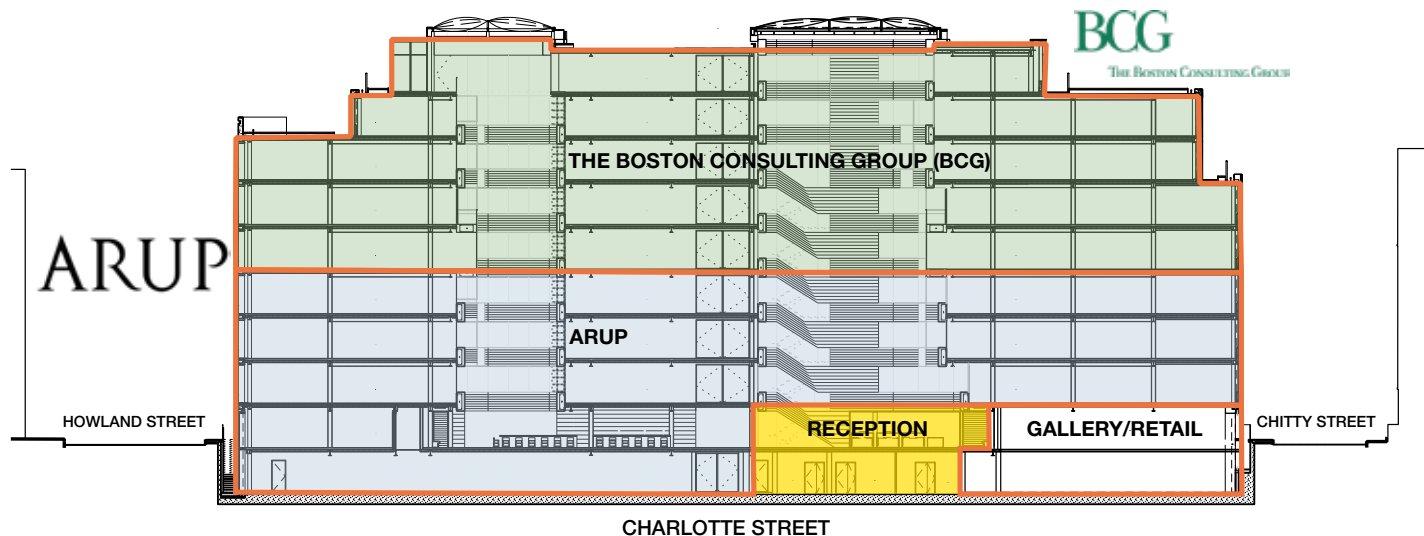 BCG
THE BOSTON CONSULTING GROUP
THE BOSTON CONSULTING GROUP (BCG)
ARUP
ARUP
HOWLAND STREET
RECEPTION
GALLERY/RETAIL
CHITTY STREET
CHARLOTTE STREET